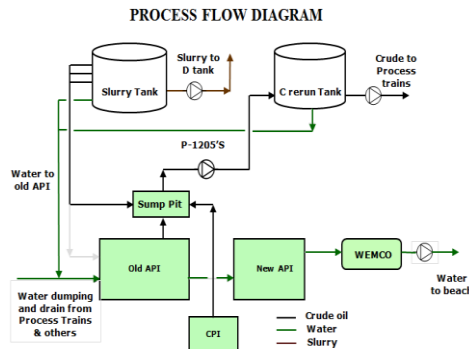 PROCESS FLOW DIAGRAM
Slurry to
D tank
Crude to
Process
trains
Slurry Tank
C rerun Tank
P-1205'S
Water to
old API
Sump Pit
Old API
New API
WEMCO
Water
to beach
Water dumping
and drain from
Process Trains
& others
CPI
Crude oil
Water
Slurry